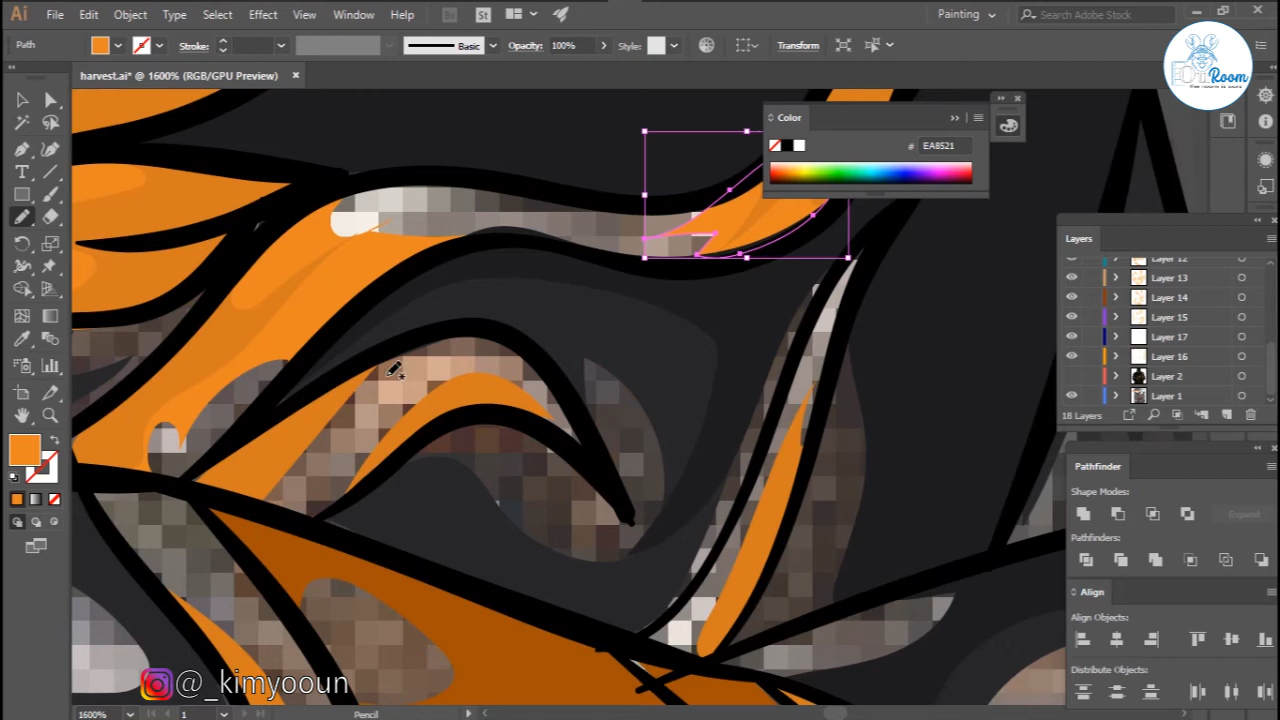 Ai File Edit Object Type Select Effect View Window Help Br St Painting Search Adobe Stock
Path Stroke: Basic Opacity: 100% Style: Transform
harvest.ai* @ 1600% (RGB/GPU Preview)
OurRoom
Color
# EA8521
Layers
Layer 12
Layer 13
Layer 14
Layer 15
Layer 17
Layer 16
Layer 2
Layer 1
18 Layers
Pathfinder
Shape Modes:
Expand
Pathfinders:
Align
Align Objects:
Distribute Objects:
@_kimyooun
1600% 1 Pencil